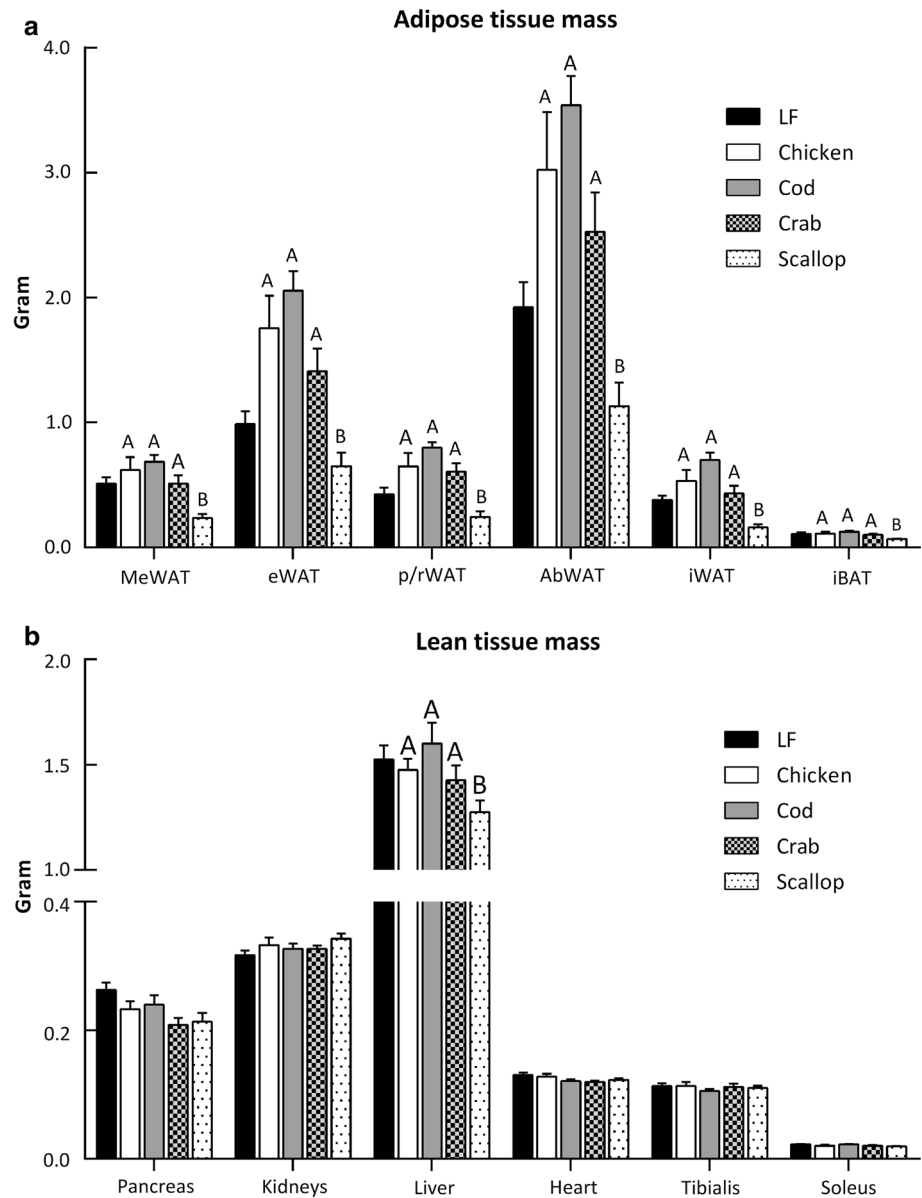 a
Adipose tissue mass
4.0
3.0
2.0
1.0
0.0
Gram
A A A B
A A A B
A A A B
A A A B
A A A B
A A A B
LF
Chicken
Cod
Crab
Scallop
MeWAT eWAT p/rWAT AbWAT iWAT iBAT
b
Lean tissue mass
2.0
1.5
1.0
0.4
0.2
0.0
Gram
A A A B
LF
Chicken
Cod
Crab
Scallop
Pancreas Kidneys Liver Heart Tibialis Soleus